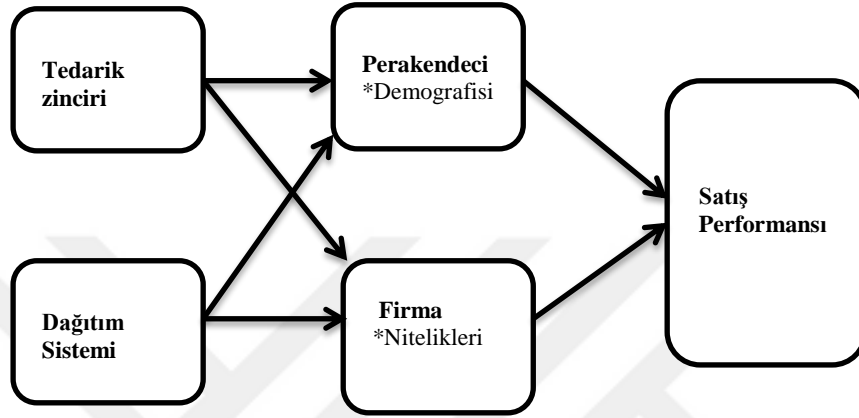 Tedarik
zinciri
Perakendeci
*Demografisi
Satış
Performansı
Dağıtım
Sistemi
Firma
*Nitelikleri